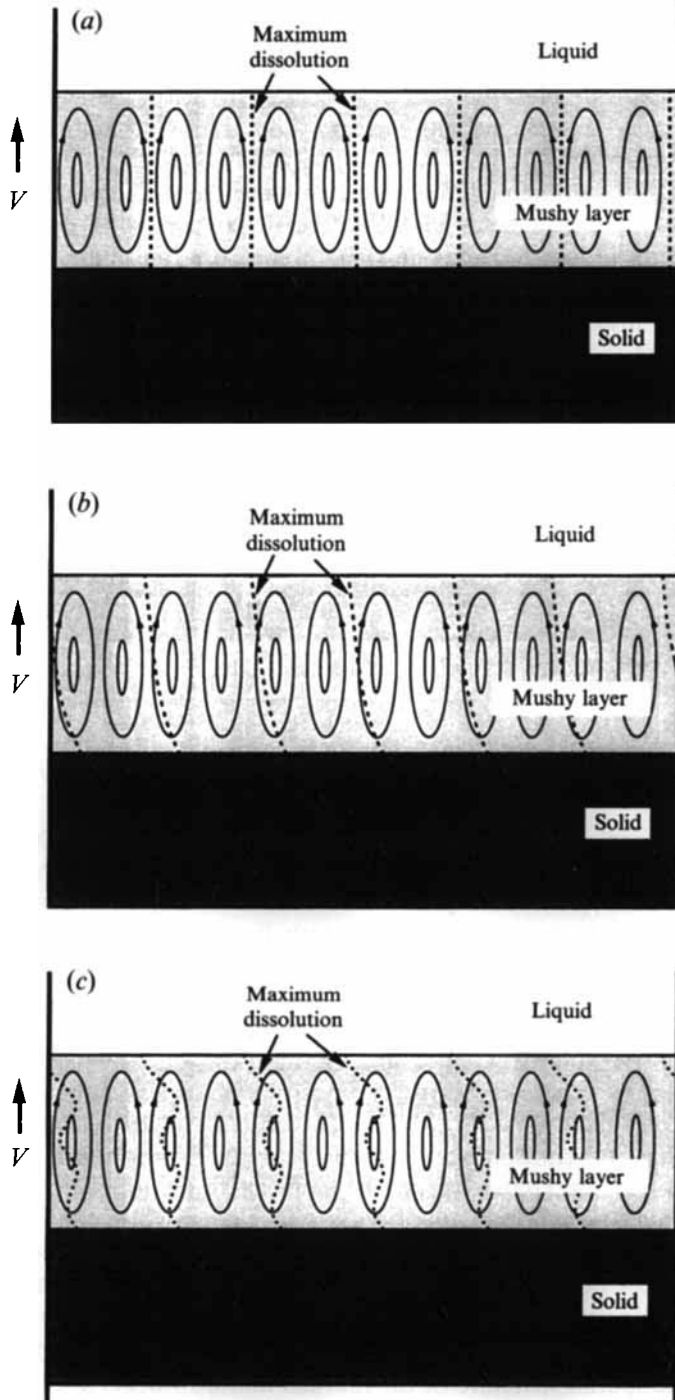 (a)
Maximum
dissolution
Liquid
V
Mushy layer
Solid
(b)
Maximum
dissolution
Liquid
V
Mushy layer
Solid
(c)
Maximum
dissolution
Liquid
V
Mushy layer
Solid